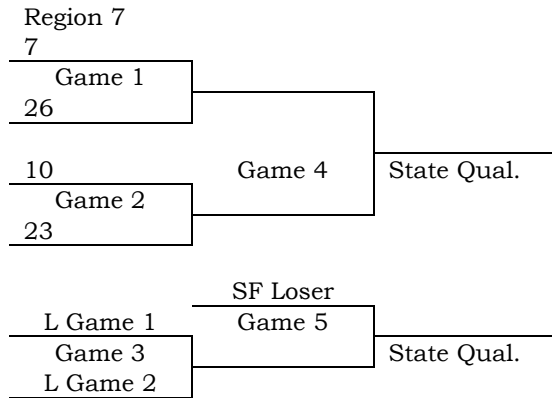 Region 7
7
Game 1
26
10
Game 4
State Qual.
Game 2
23
SF Loser
L Game 1
Game 5
Game 3
State Qual.
L Game 2